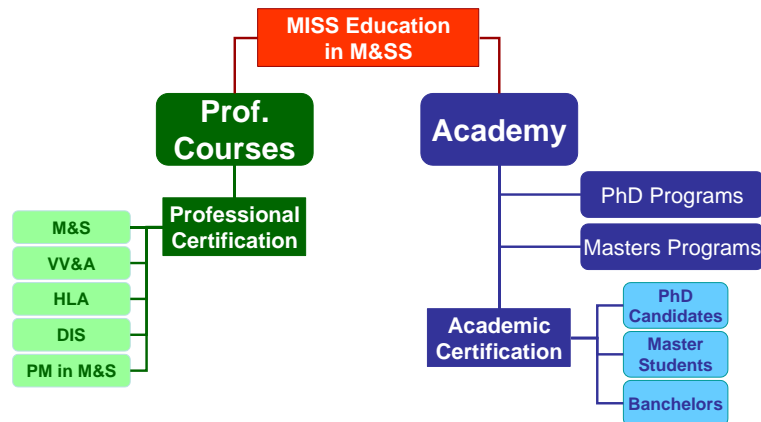 MISS Education
in M&SS
Prof.
Courses
Academy
Professional
Certification
M&S
VV&A
HLA
DIS
PM in M&S
PhD Programs
Masters Programs
Academic
Certification
PhD
Candidates
Master
Students
Banchelors